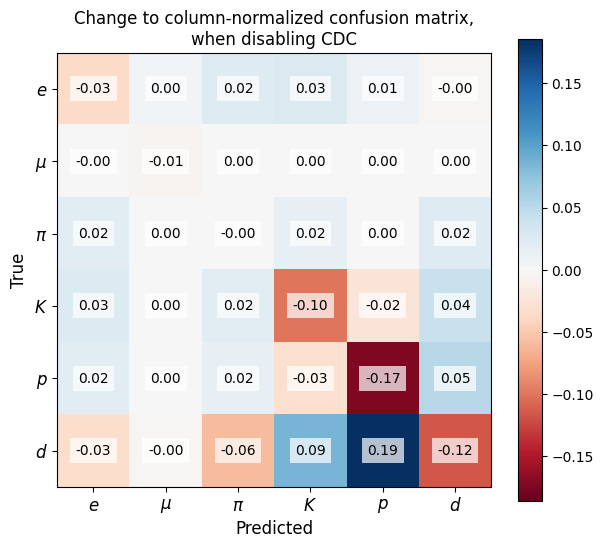 Change to column-normalized confusion matrix,
when disabling CDC
e -0.03 0.00 0.02 0.03 0.01 -0.00
μ -0.00 -0.01 0.00 0.00 0.00 0.00
π 0.02 0.00 -0.00 0.02 0.00 0.02
K 0.03 0.00 0.02 -0.10 -0.02 0.04
p 0.02 0.00 0.02 -0.03 -0.17 0.05
d -0.03 -0.00 -0.06 0.09 0.19 -0.12
e μ π K p d
Predicted
True
0.15
0.10
0.05
0.00
−0.05
−0.10
−0.15